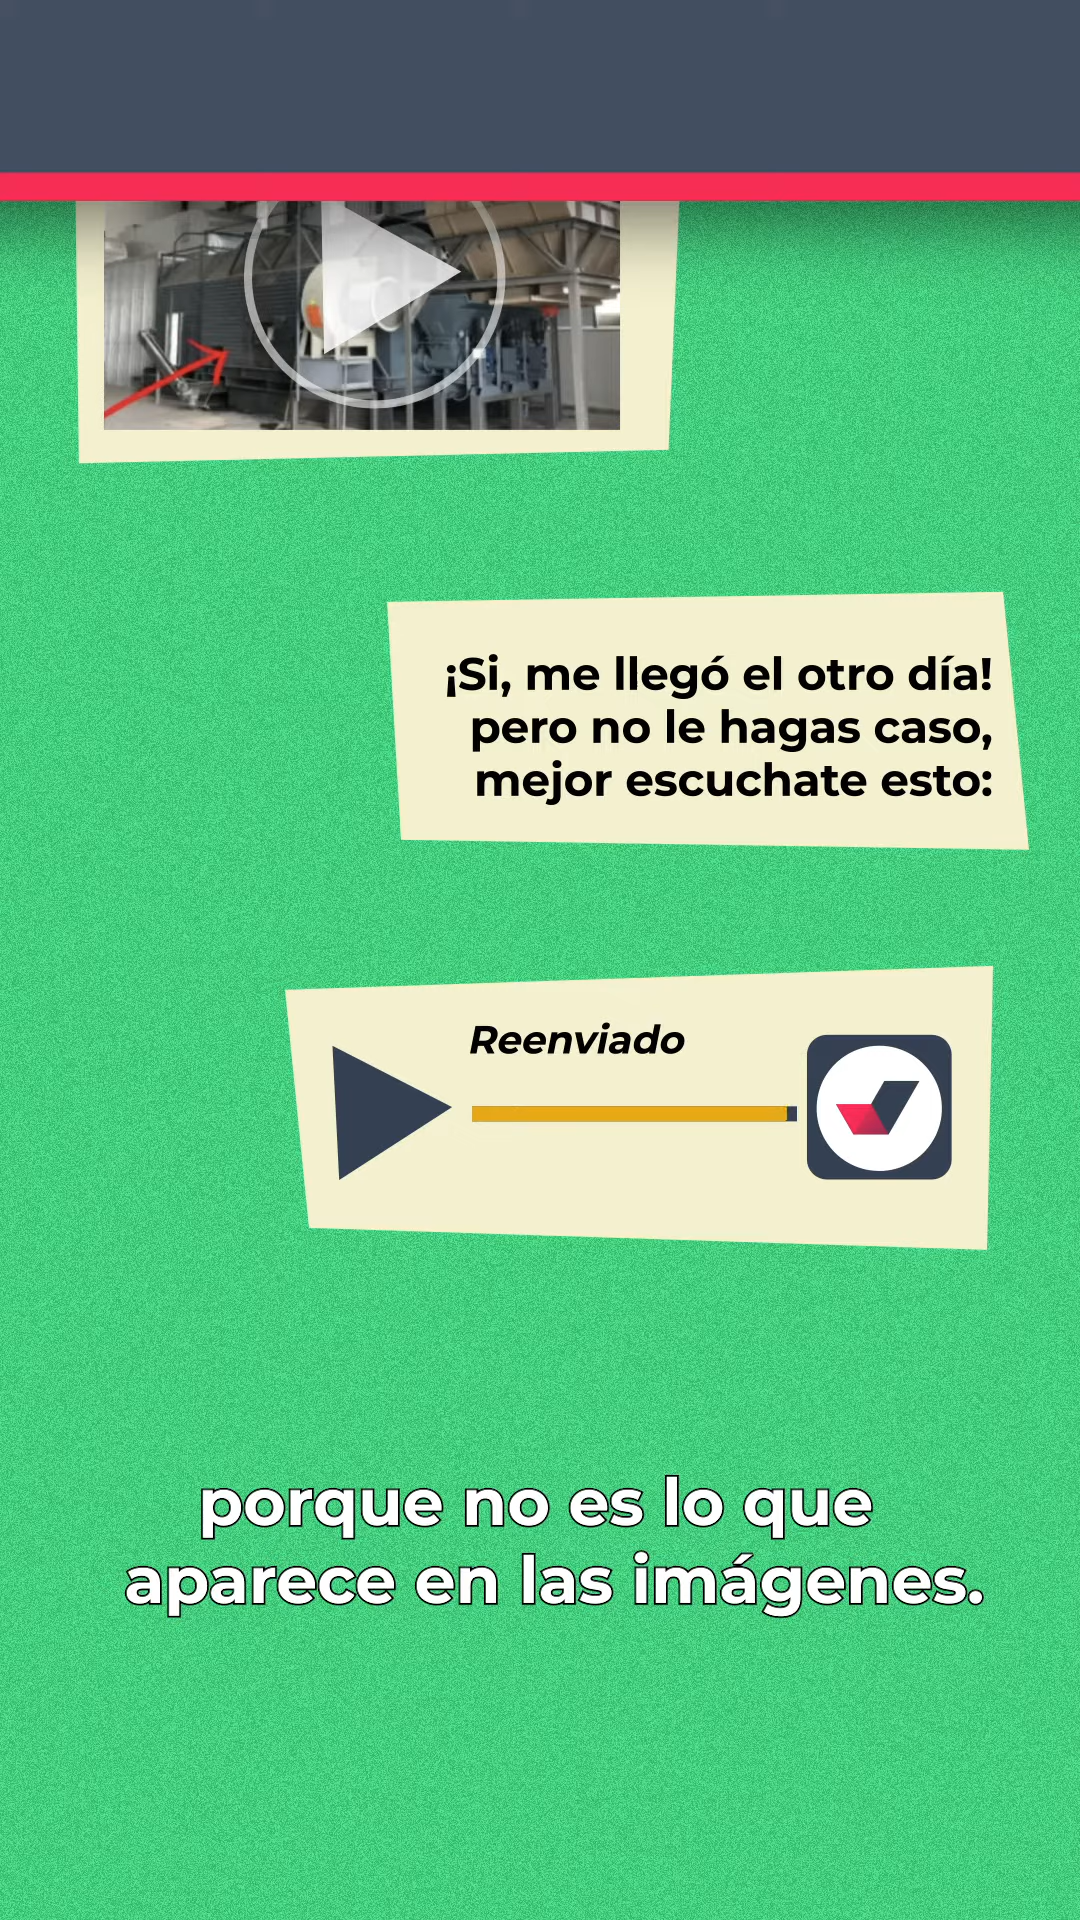 ¡Si, me llegó el otro día!
pero no le hagas caso,
mejor escuchate esto:
Reenviado
porque no es lo que
aparece en las imágenes.